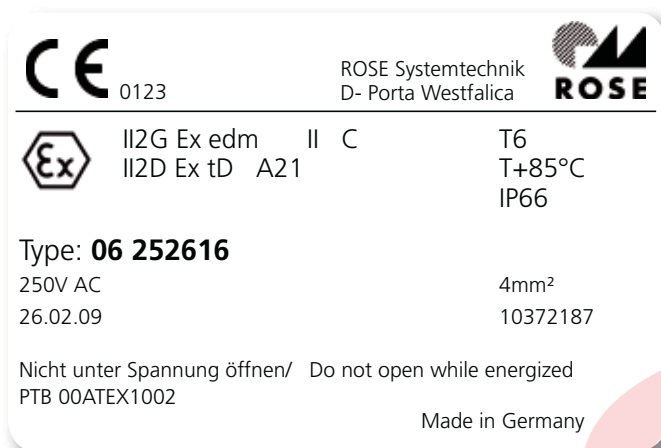 CE 0123
ROSE Systemtechnik
D- Porta Westfalica
ROSE
Ex
II2G Ex edm II C T6
II2D Ex tD A21 T+85°C
IP66
Type: 06 252616
250V AC 4mm²
26.02.09 10372187
Nicht unter Spannung öffnen/ Do not open while energized
PTB 00ATEX1002
Made in Germany